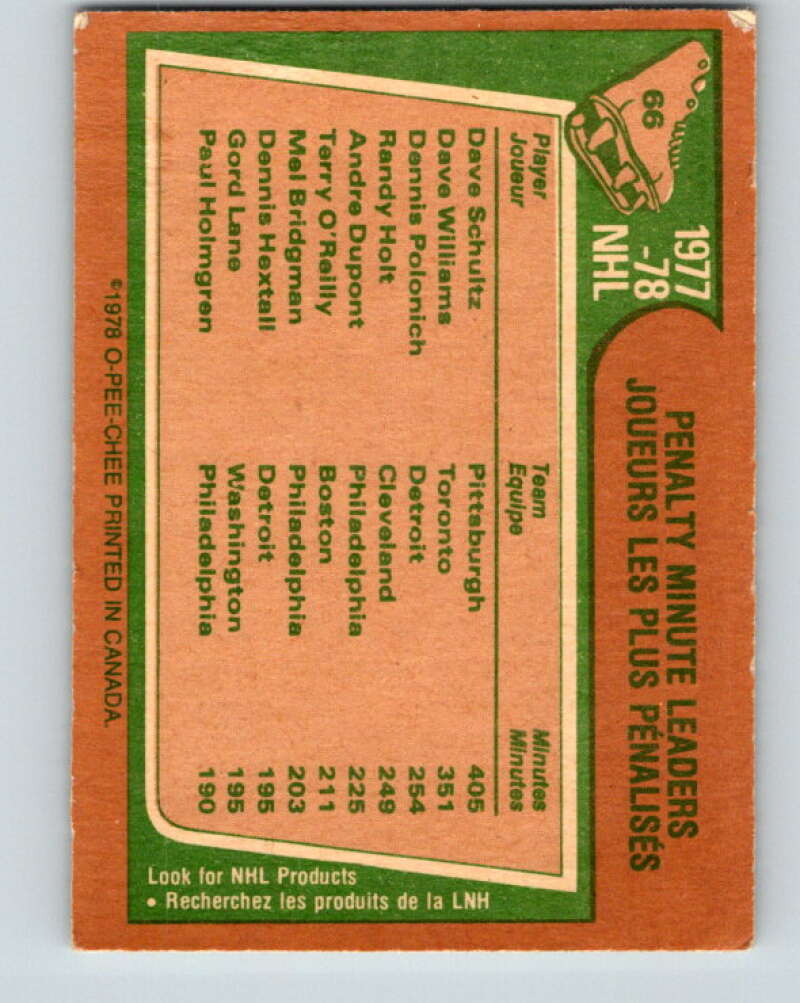 66
1977
-78
NHL
PENALTY MINUTE LEADERS
JOUEURS LES PLUS PÉNALISÉS
Player Team Minutes
Joueur Equipe Minutes
Dave Schultz Pittsburgh 405
Dave Williams Toronto 351
Dennis Polonich Detroit 254
Randy Holt Cleveland 249
Andre Dupont Philadelphia 225
Terry O'Reilly Boston 211
Mel Bridgman Philadelphia 203
Dennis Hextall Detroit 195
Gord Lane Washington 195
Paul Holmgren Philadelphia 190
Look for NHL Products
• Recherchez les produits de la LNH
©1978 O-PEE-CHEE PRINTED IN CANADA.